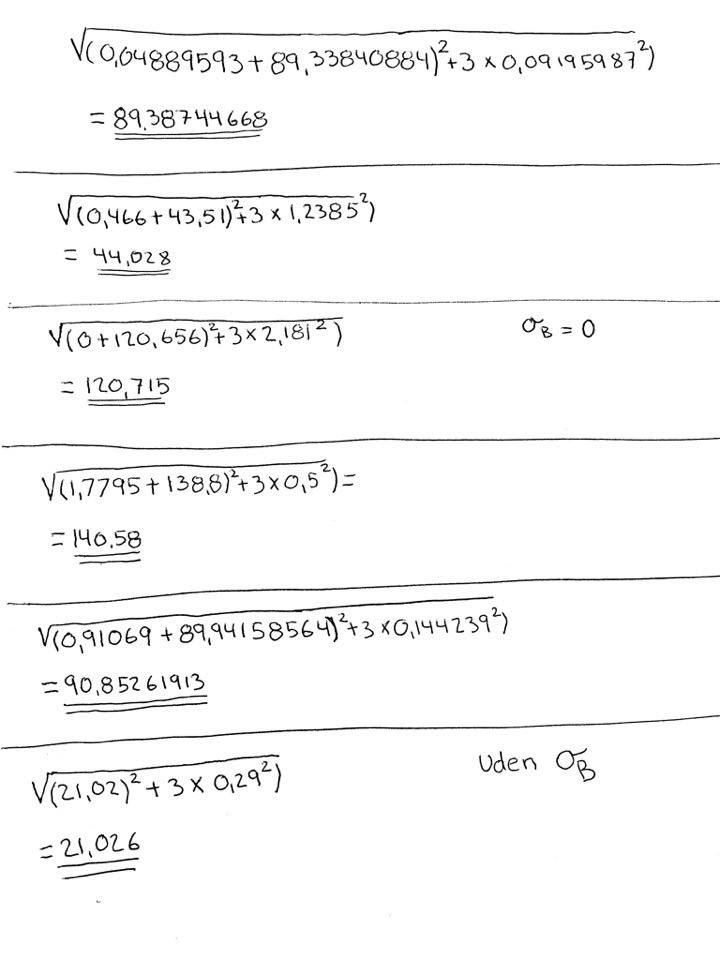 √(0,04889593 + 89,33840884)² + 3 × 0,09195987²)
= 89.38744668
√(0,466 + 43,51)² + 3 × 1,2385²)
= 44,028
√(0 + 120,656)² + 3 × 2,181²) σB = 0
= 120,715
√(1,7795 + 138,8)² + 3 × 0,5²) =
= 140.58
√(0,91069 + 89,94158564)² + 3 × 0,144239²)
= 90,85261913
√(21,02)² + 3 × 0,29²) Uden σB
= 21,026